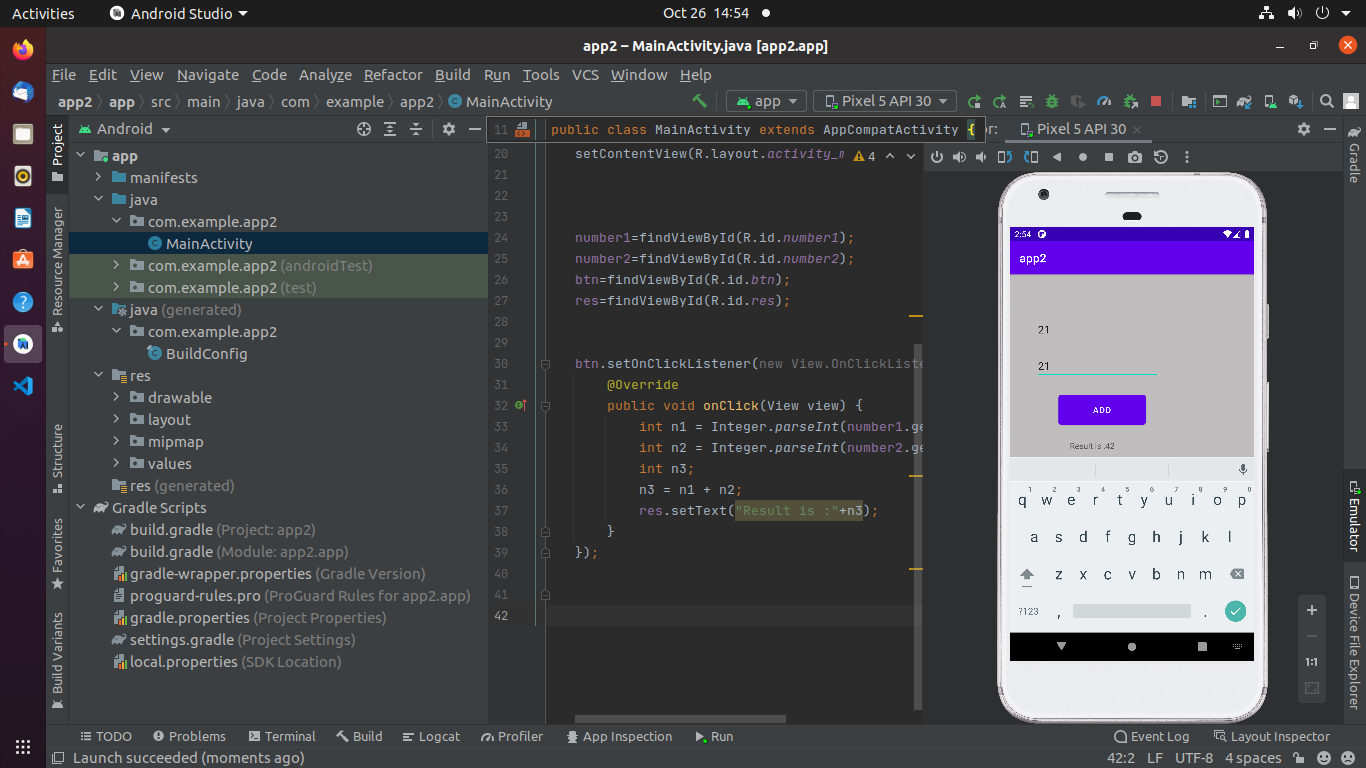 Activities
Android Studio
Oct 26 14:54
app2 – MainActivity.java [app2.app]
File Edit View Navigate Code Analyze Refactor Build Run Tools VCS Window Help
app2 app src main java com example app2 MainActivity
app
Pixel 5 API 30
Project
Resource Manager
Structure
Favorites
Build Variants
Android
app
manifests
java
com.example.app2
MainActivity
com.example.app2 (androidTest)
com.example.app2 (test)
java (generated)
com.example.app2
BuildConfig
res
drawable
layout
mipmap
values
res (generated)
Gradle Scripts
build.gradle (Project: app2)
build.gradle (Module: app2.app)
gradle-wrapper.properties (Gradle Version)
proguard-rules.pro (ProGuard Rules for app2.app)
gradle.properties (Project Properties)
settings.gradle (Project Settings)
local.properties (SDK Location)
11 public class MainActivity extends AppCompatActivity {
20 setContentView(R.layout.activity_m 4
21
22
23
24 number1=findViewById(R.id.number1);
25 number2=findViewById(R.id.number2);
26 btn=findViewById(R.id.btn);
27 res=findViewById(R.id.res);
28
29
30 btn.setOnClickListener(new View.OnClickListe
31 @Override
32 public void onClick(View view) {
33 int n1 = Integer.parseInt(number1.ge
34 int n2 = Integer.parseInt(number2.ge
35 int n3;
36 n3 = n1 + n2;
37 res.setText("Result is :"+n3);
38 }
39 });
40
41
42
or:
Pixel 5 API 30
2:54
app2
21
21
ADD
Result is :42
1 2 3 4 5 6 7 8 9 0
q w e r t y u i o p
a s d f g h j k l
z x c v b n m
?123 , .
1:1
Gradle
Emulator
Device File Explorer
TODO Problems Terminal Build Logcat Profiler App Inspection Run Event Log Layout Inspector
Launch succeeded (moments ago)
42:2 LF UTF-8 4 spaces